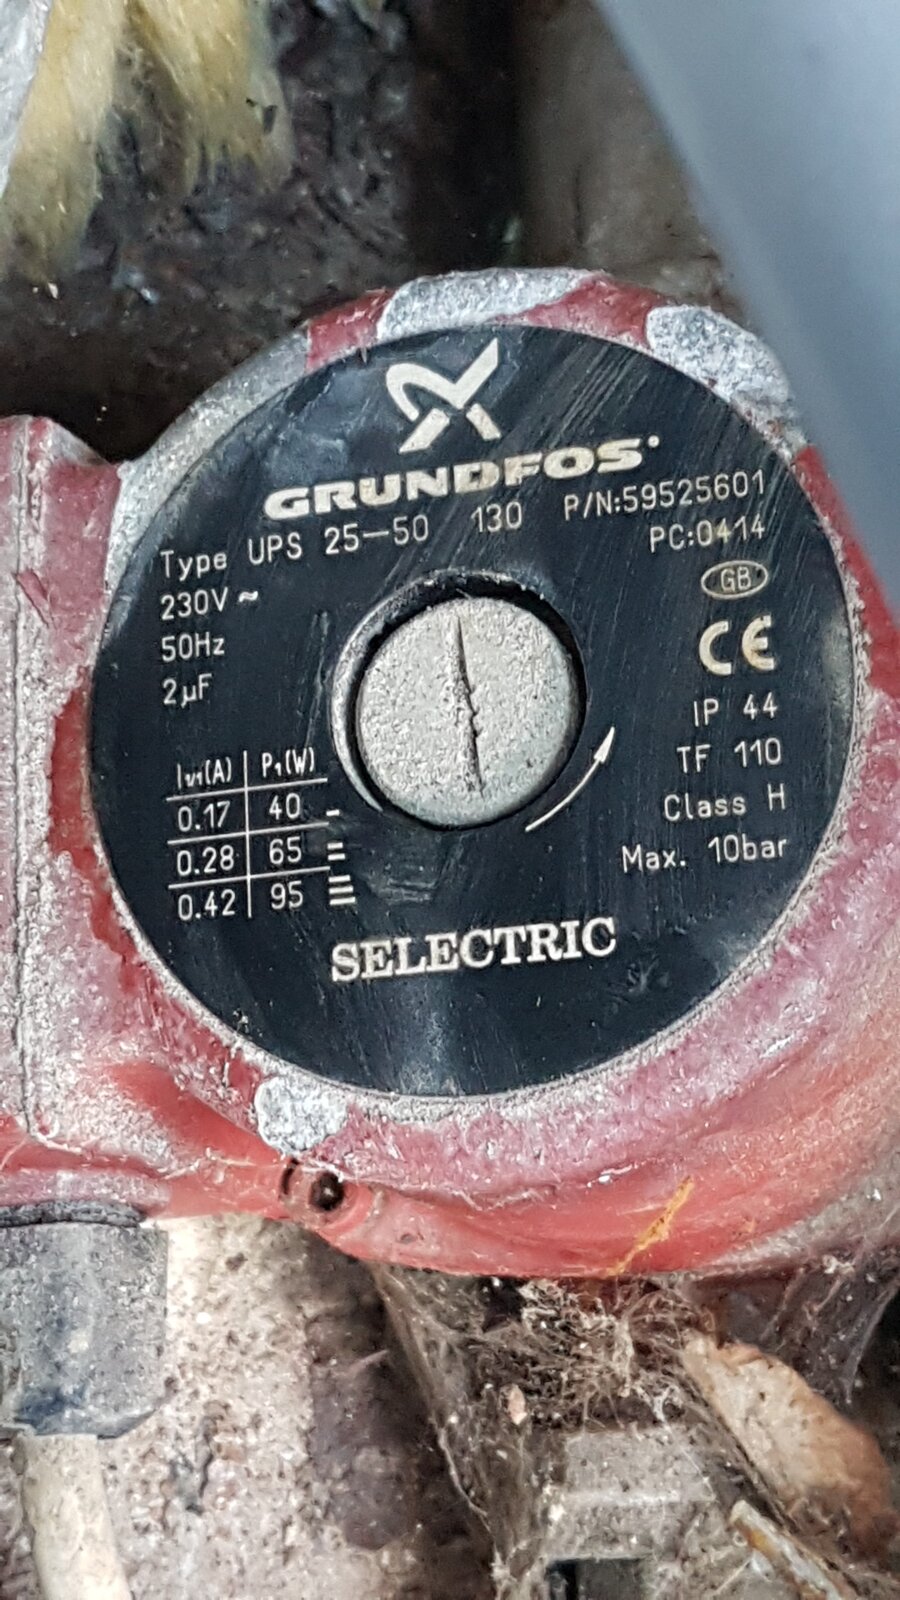 GRUNDFOS
Type UPS 25-50 130 P/N:59525601
PC:0414
230V ~
GB
50Hz
CE
2µF
IP 44
TF 110
I₁/₁(A) P₁(W)
0.17 40 -
Class H
0.28 65 =
Max. 10bar
0.42 95 ≡
SELECTRIC